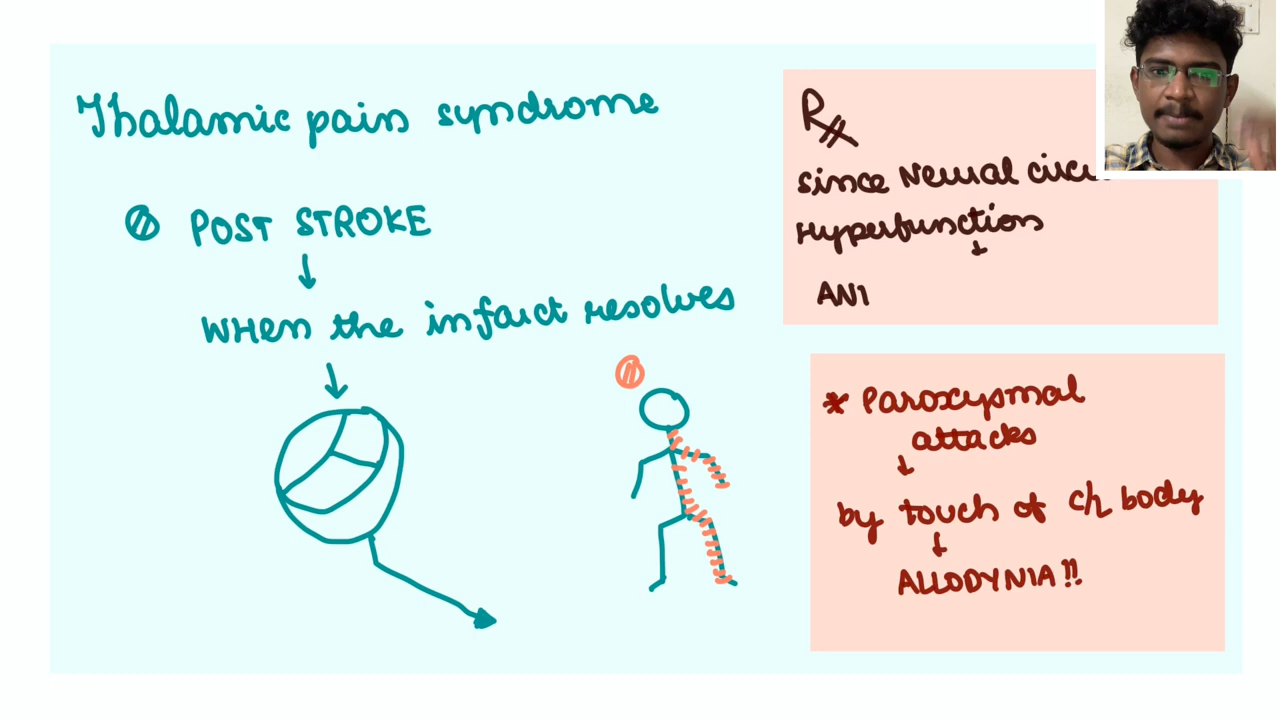 Thalamic pain syndrome
POST STROKE
When the infarct resolves
Rx
since Neural circu
Hyperfunction
ANI
* Paroxysmal
attacks
by touch of c/l body
ALLODYNIA!!